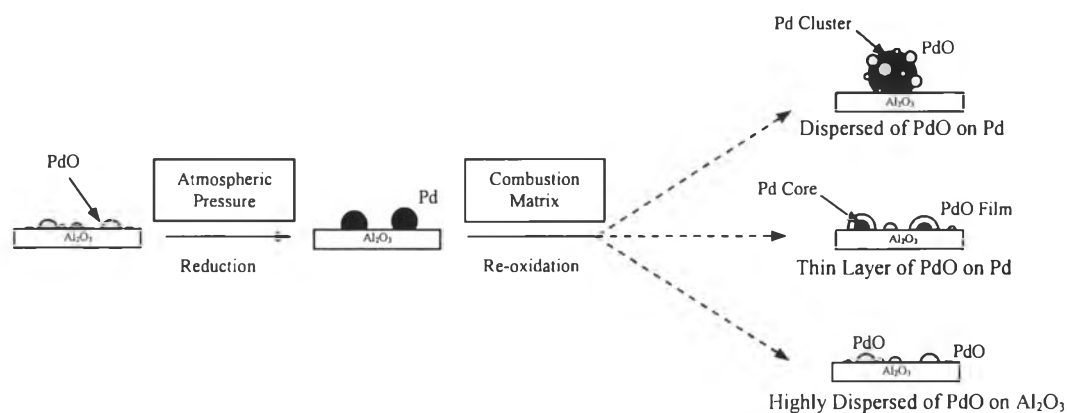 PdO
Al₂O₃
Atmospheric
Pressure
Reduction
Pd
Al₂O₃
Combustion
Matrix
Re-oxidation
Pd Cluster
PdO
Al₂O₃
Dispersed of PdO on Pd
Pd Core
PdO Film
Al₂O₃
Thin Layer of PdO on Pd
PdO
PdO
Al₂O₃
Highly Dispersed of PdO on Al₂O₃